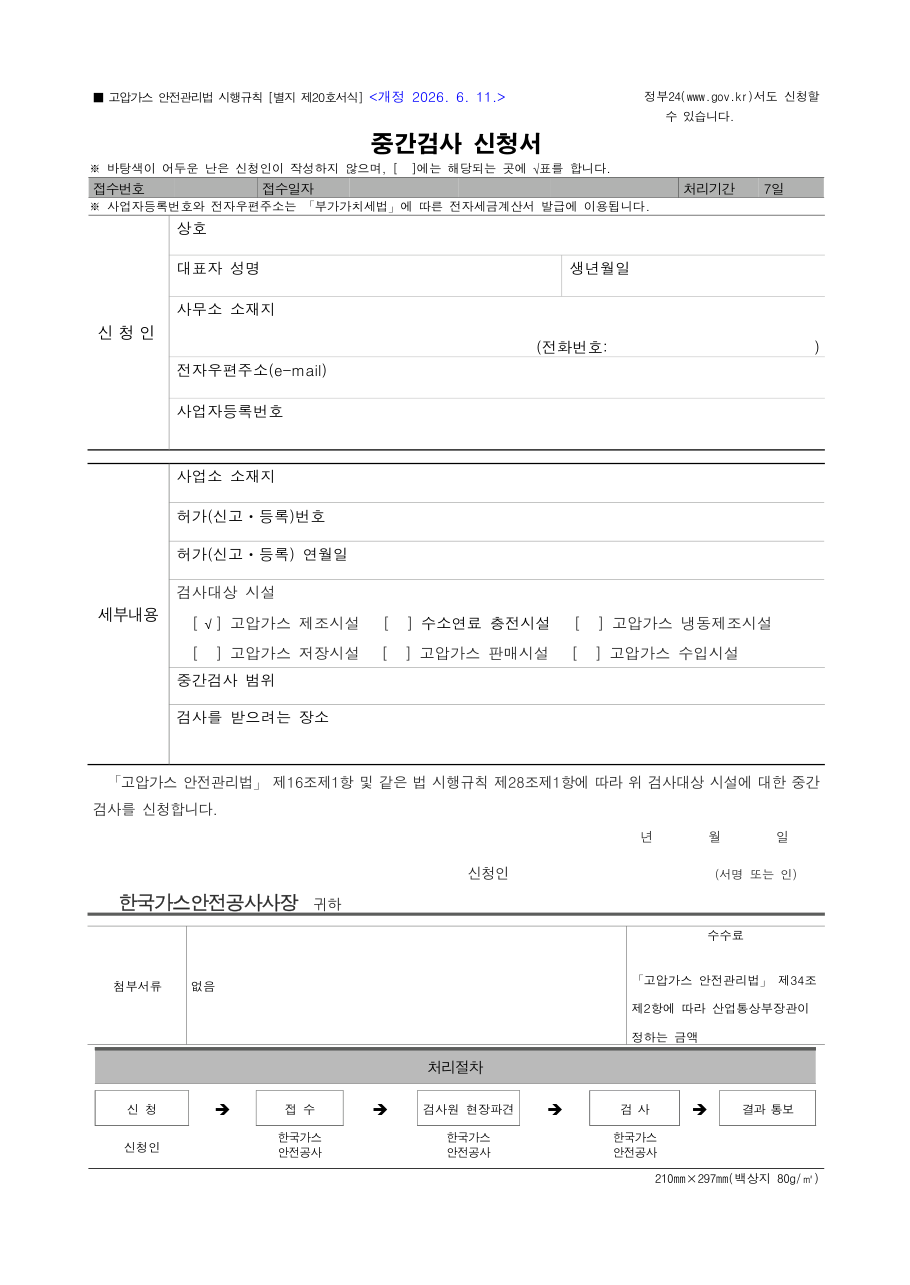 ■ 고압가스 안전관리법 시행규칙 [별지 제20호서식] <개정 2026. 6. 11.>
정부24(www.gov.kr)서도 신청할
수 있습니다.
중간검사 신청서
※ 바탕색이 어두운 난은 신청인이 작성하지 않으며, [ ]에는 해당되는 곳에 √표를 합니다.
접수번호 접수일자 처리기간 7일
※ 사업자등록번호와 전자우편주소는 「부가가치세법」에 따른 전자세금계산서 발급에 이용됩니다.
신 청 인
상호
대표자 성명 생년월일
사무소 소재지
(전화번호: )
전자우편주소(e-mail)
사업자등록번호
세부내용
사업소 소재지
허가(신고·등록)번호
허가(신고·등록) 연월일
검사대상 시설
[ √ ] 고압가스 제조시설 [ ] 수소연료 충전시설 [ ] 고압가스 냉동제조시설
[ ] 고압가스 저장시설 [ ] 고압가스 판매시설 [ ] 고압가스 수입시설
중간검사 범위
검사를 받으려는 장소
「고압가스 안전관리법」 제16조제1항 및 같은 법 시행규칙 제28조제1항에 따라 위 검사대상 시설에 대한 중간
검사를 신청합니다.
년 월 일
신청인 (서명 또는 인)
한국가스안전공사사장 귀하
첨부서류
없음
수수료
「고압가스 안전관리법」 제34조
제2항에 따라 산업통상부장관이
정하는 금액
처리절차
신 청 ➔ 접 수 ➔ 검사원 현장파견 ➔ 검 사 ➔ 결과 통보
신청인
한국가스
안전공사
한국가스
안전공사
한국가스
안전공사
210mm×297mm(백상지 80g/㎡)